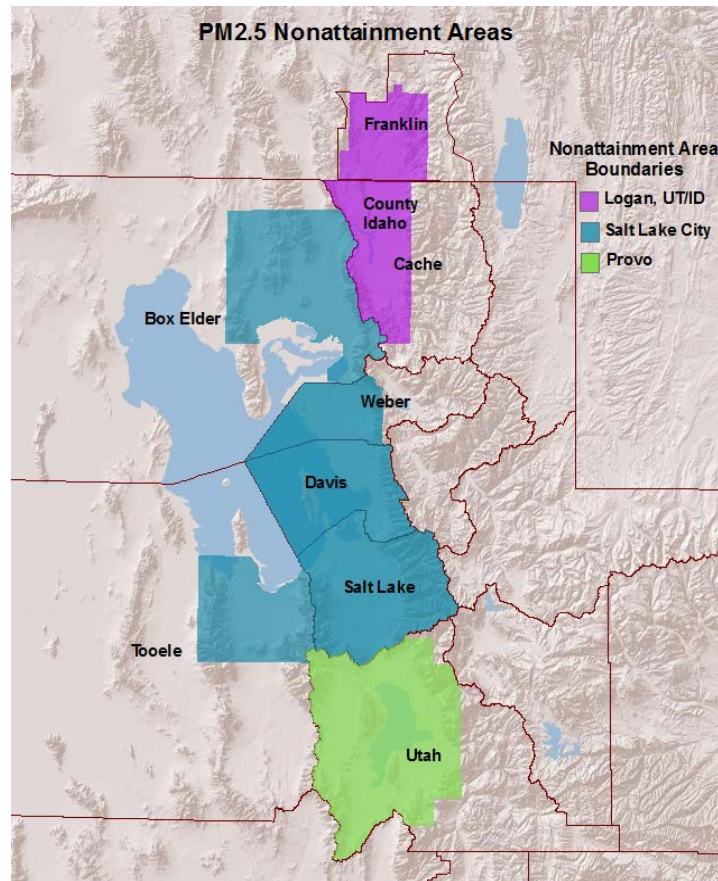 PM2.5 Nonattainment Areas
Franklin
Nonattainment Area
Boundaries
Logan, UT/ID
Salt Lake City
Provo
County
Idaho
Cache
Box Elder
Weber
Davis
Salt Lake
Tooele
Utah